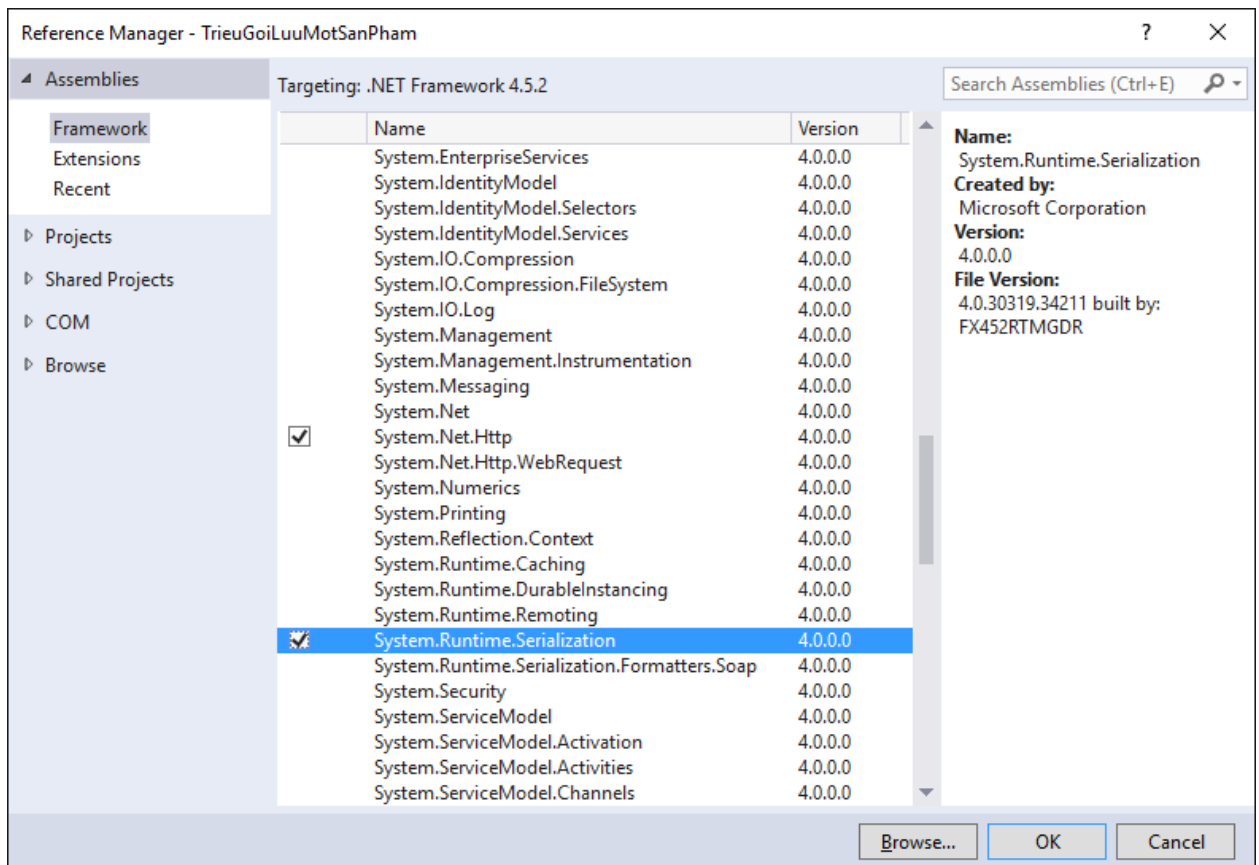 Reference Manager - TrieuGoiLuuMotSanPham
? 
Assemblies
Targeting: .NET Framework 4.5.2
Search Assemblies (Ctrl+E)
Framework
Extensions
Recent
Projects
Shared Projects
COM
Browse
Name Version
System.EnterpriseServices 4.0.0.0
System.IdentityModel 4.0.0.0
System.IdentityModel.Selectors 4.0.0.0
System.IdentityModel.Services 4.0.0.0
System.IO.Compression 4.0.0.0
System.IO.Compression.FileSystem 4.0.0.0
System.IO.Log 4.0.0.0
System.Management 4.0.0.0
System.Management.Instrumentation 4.0.0.0
System.Messaging 4.0.0.0
System.Net 4.0.0.0
System.Net.Http 4.0.0.0
System.Net.Http.WebRequest 4.0.0.0
System.Numerics 4.0.0.0
System.Printing 4.0.0.0
System.Reflection.Context 4.0.0.0
System.Runtime.Caching 4.0.0.0
System.Runtime.DurableInstancing 4.0.0.0
System.Runtime.Remoting 4.0.0.0
System.Runtime.Serialization 4.0.0.0
System.Runtime.Serialization.Formatters.Soap 4.0.0.0
System.Security 4.0.0.0
System.ServiceModel 4.0.0.0
System.ServiceModel.Activation 4.0.0.0
System.ServiceModel.Activities 4.0.0.0
System.ServiceModel.Channels 4.0.0.0
Name:
System.Runtime.Serialization
Created by:
Microsoft Corporation
Version:
4.0.0.0
File Version:
4.0.30319.34211 built by:
FX452RTMGDR
Browse...
OK
Cancel